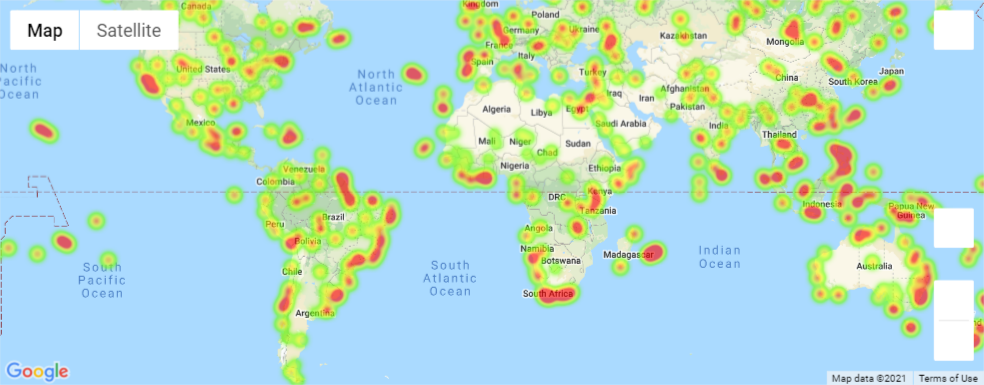 Map
Satellite
Canada
Kingdom
Poland
Germany
Ukraine
Kazakhstan
Mongolia
France
Italy
Spain
Turkey
North
Pacific
Ocean
United States
North
Atlantic
Ocean
China
Japan
South Korea
Afghanistan
Iraq
Iran
Pakistan
Algeria
Libya
Egypt
Saudi Arabia
India
Mexico
Thailand
Mali
Niger
Chad
Sudan
Nigeria
Ethiopia
Venezuela
Colombia
DRC
Kenya
Tanzania
Indonesia
Papua New
Guinea
Peru
Brazil
Bolivia
Angola
Namibia
Botswana
Madagascar
Indian
Ocean
South
Pacific
Ocean
South
Atlantic
Ocean
Chile
Australia
South Africa
Argentina
Google
Map data ©2021
Terms of Use